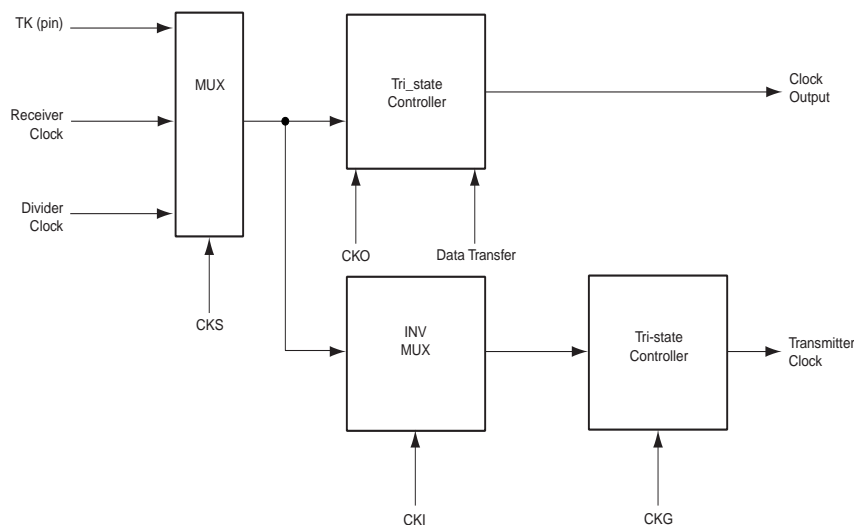 TK (pin)
MUX
Tri_state
Controller
Clock
Output
Receiver
Clock
Divider
Clock
CKO
Data Transfer
CKS
INV
MUX
Tri-state
Controller
Transmitter
Clock
CKI
CKG